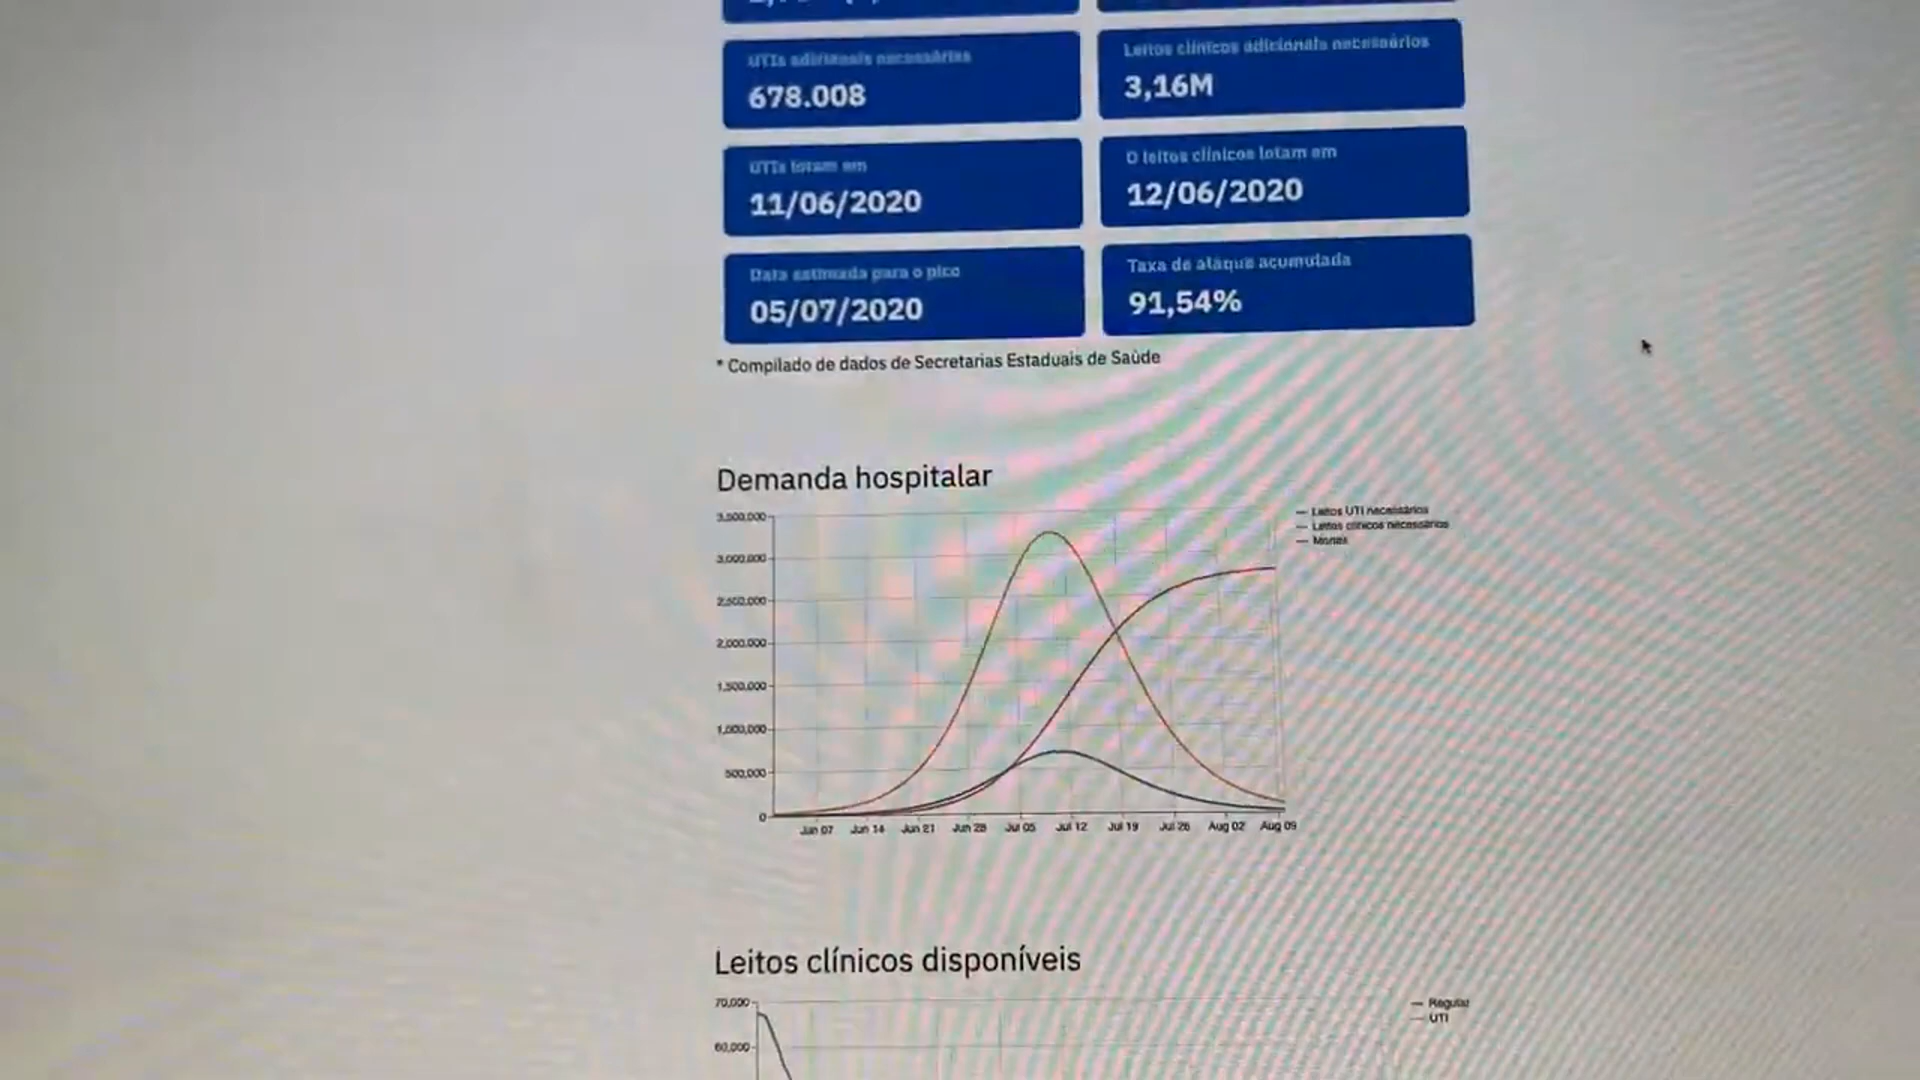 UTIs adicionais necessárias
678.008
Leitos clínicos adicionais necessários
3,16M
UTIs lotam em
11/06/2020
O leitos clínicos lotam em
12/06/2020
Data estimada para o pico
05/07/2020
Taxa de ataque acumulada
91,54%
* Compilado de dados de Secretarias Estaduais de Saúde
Demanda hospitalar
3,500,000
3,000,000
2,500,000
2,000,000
1,500,000
1,000,000
500,000
0
Jun 07 Jun 14 Jun 21 Jun 28 Jul 05 Jul 12 Jul 19 Jul 26 Aug 02 Aug 09
Leitos UTI necessários
Leitos clínicos necessários
Mortes
Leitos clínicos disponíveis
70,000
60,000
Regular
UTI